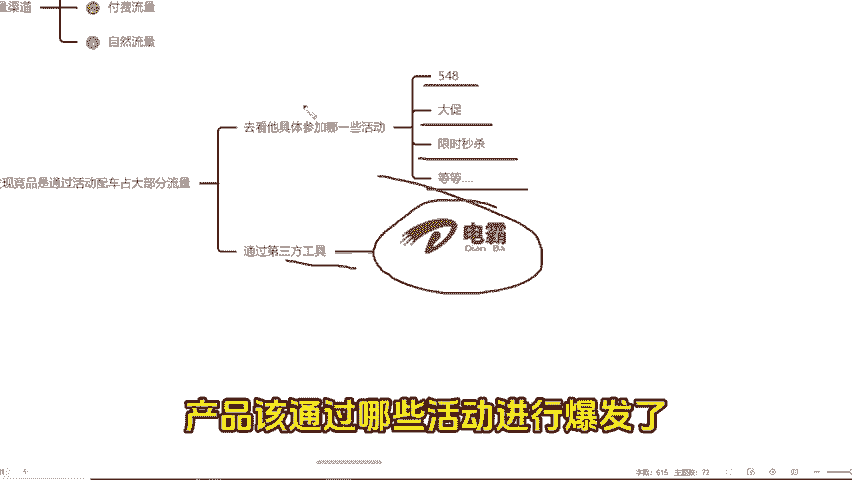 量渠道
付费流量
自然流量
548
去看他具体参加哪一些活动
大促
限时秒杀
等等....
现竞品是通过活动配车占大部分流量
通过第三方工具
电霸
Dian Ba
产品该通过哪些活动进行爆发了
字数：615 主题数：72